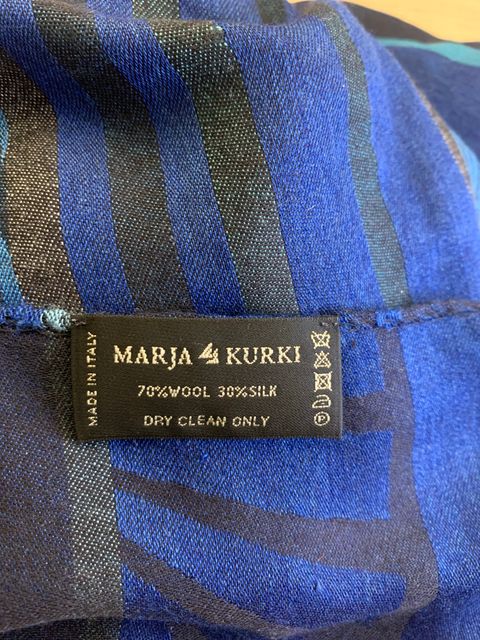 MADE IN ITALY
MARJA KURKI
70%WOOL 30%SILK
DRY CLEAN ONLY
P